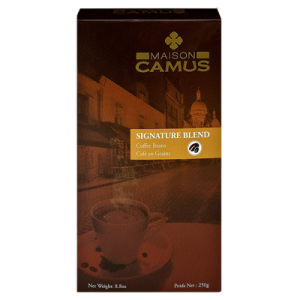 MAISON
CAMUS
SIGNATURE BLEND
Coffee Beans
Café en Grains
Net Weight: 8.8oz
Poids Net : 250g